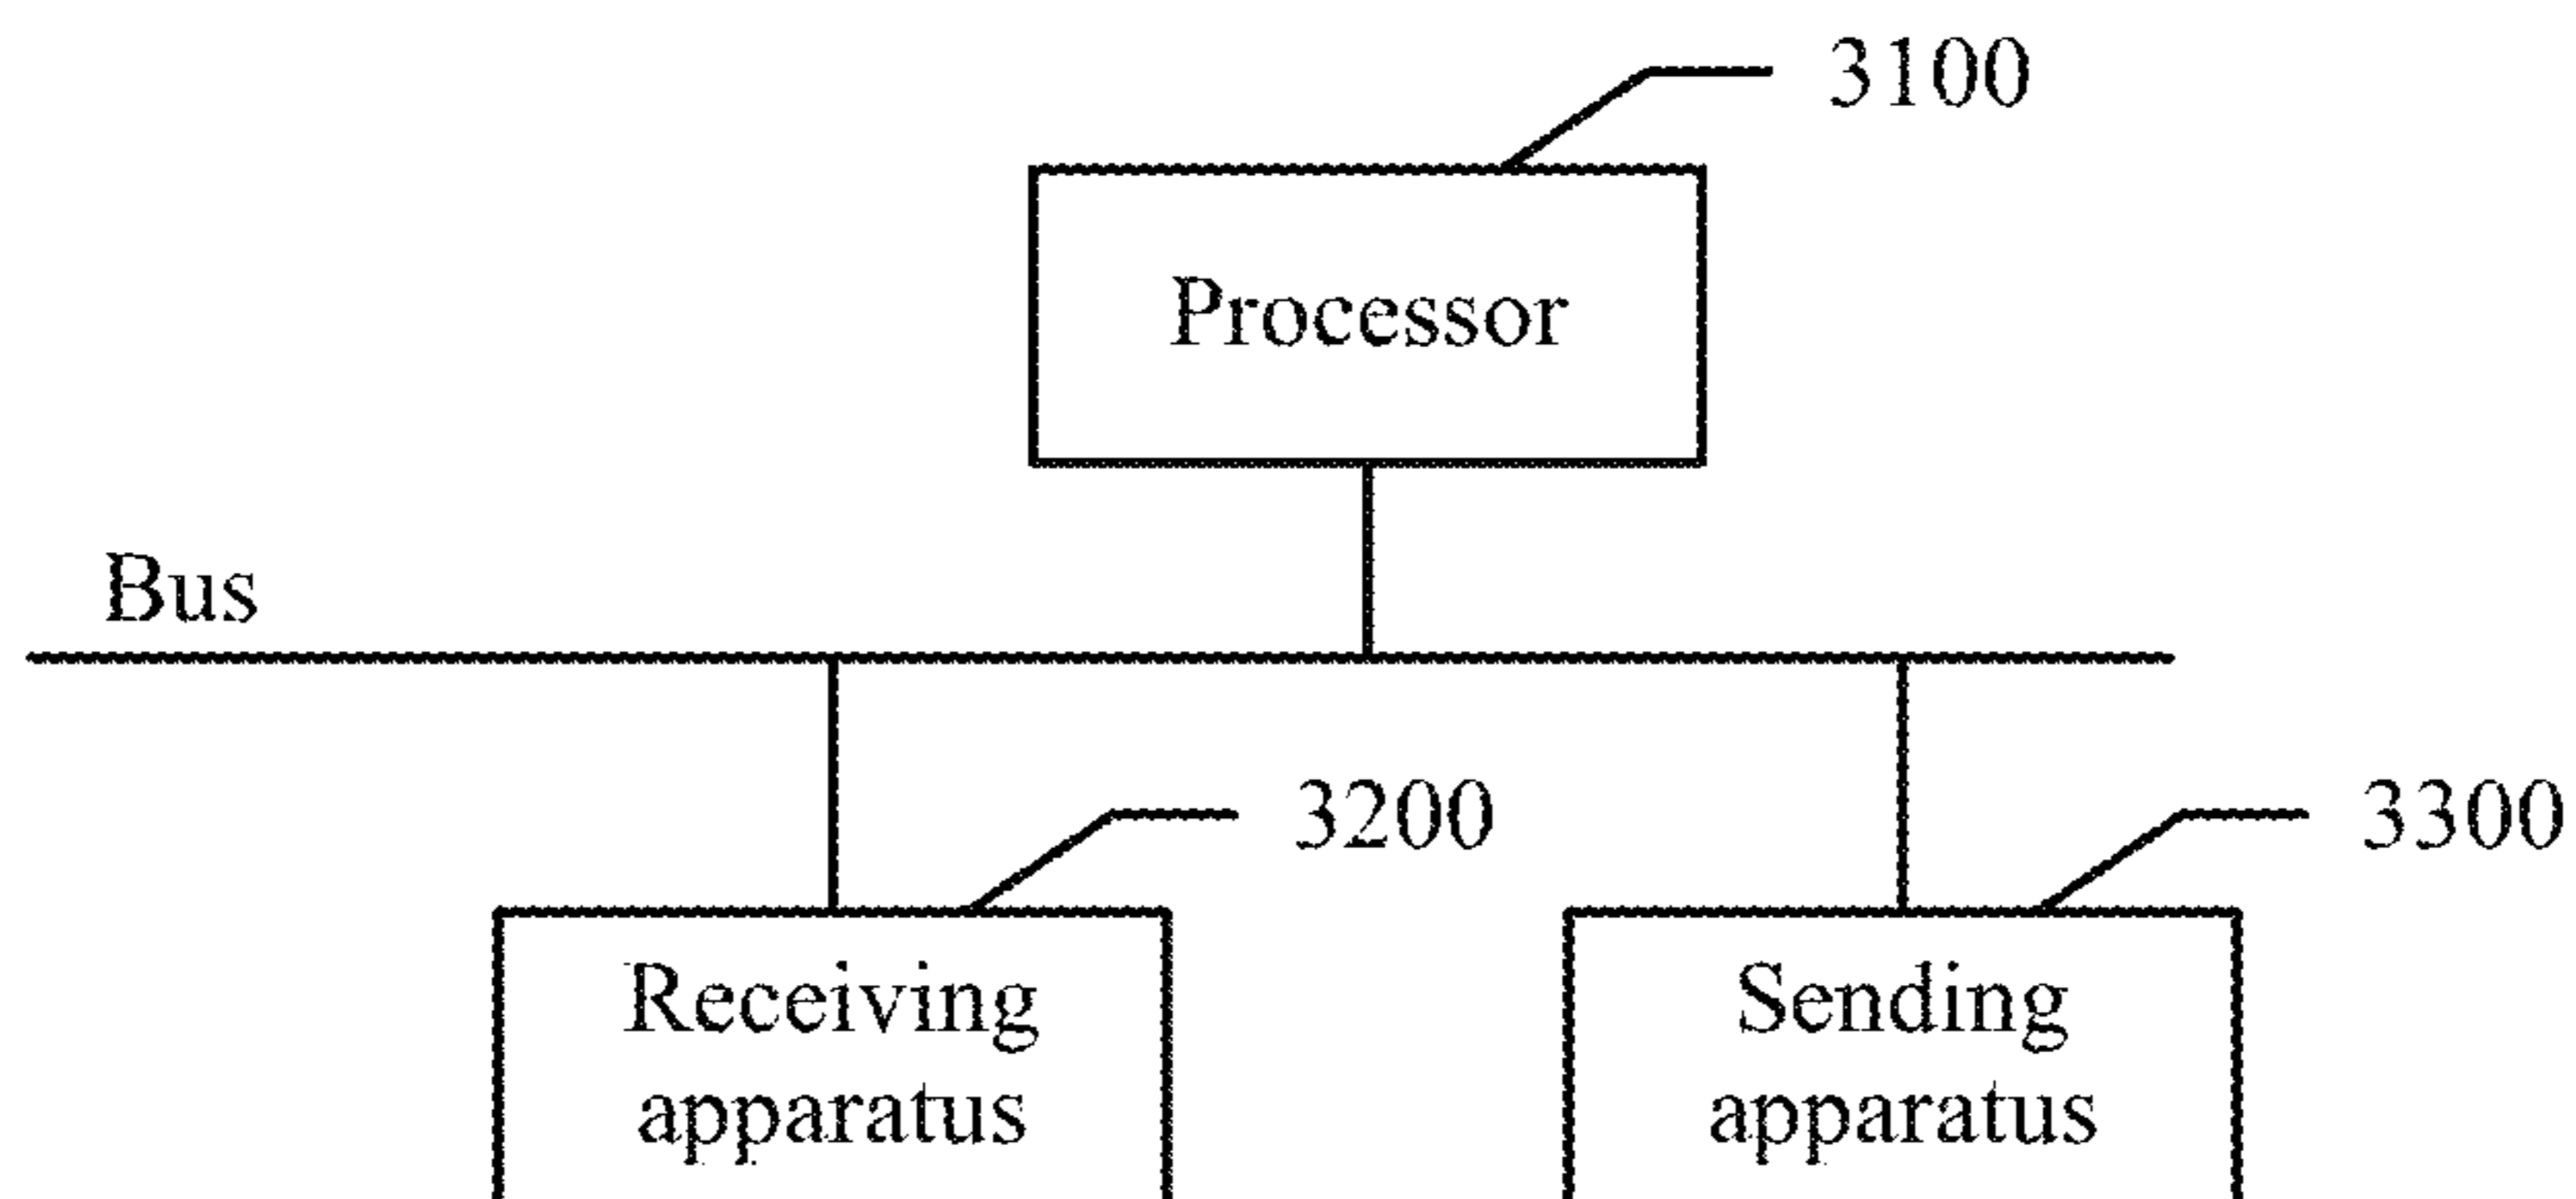 3100
Processor
Bus
3200
3300
Receiving
apparatus
Sending
apparatus